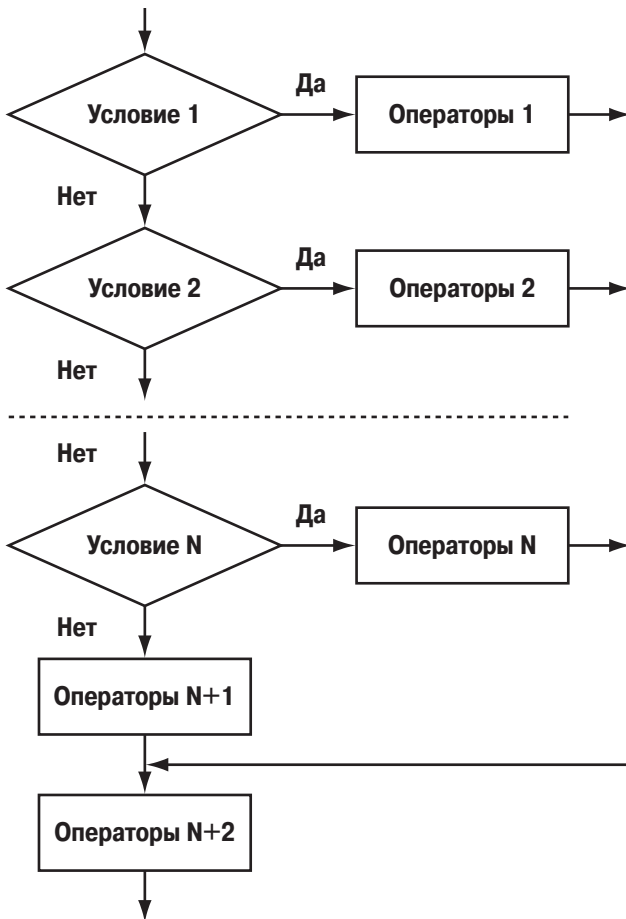 Да
Условие 1
Операторы 1
Нет
Да
Условие 2
Операторы 2
Нет
Нет
Да
Условие N
Операторы N
Нет
Операторы N+1
Операторы N+2